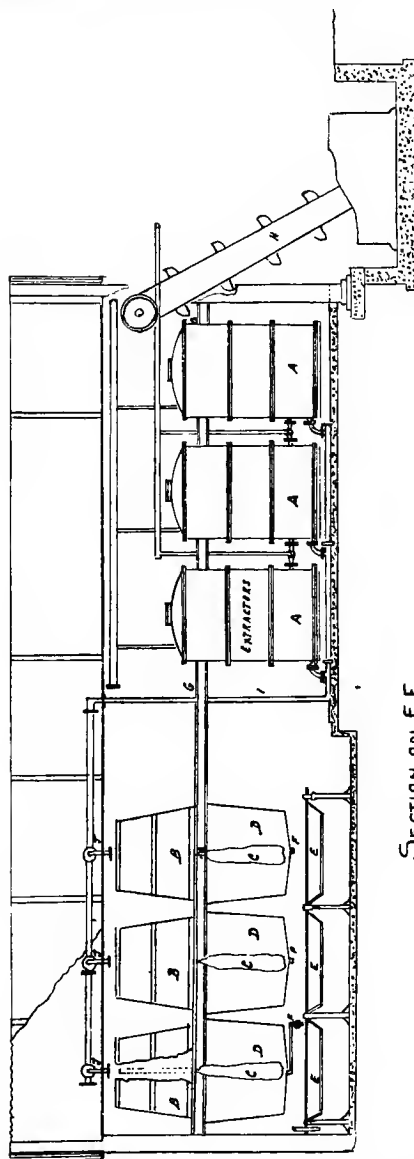 H
B B B G
EXTRACTORS
D D D I
C C C
A A A
F F F
E E E
SECTION ON E.F.